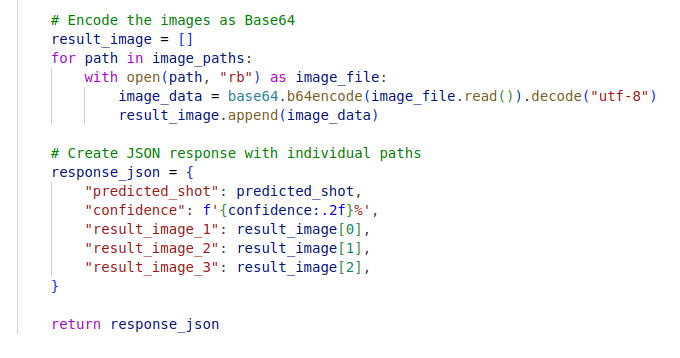 # Encode the images as Base64
result_image = []
for path in image_paths:
    with open(path, "rb") as image_file:
        image_data = base64.b64encode(image_file.read()).decode("utf-8")
        result_image.append(image_data)

# Create JSON response with individual paths
response_json = {
    "predicted_shot": predicted_shot,
    "confidence": f'{confidence:.2f}%',
    "result_image_1": result_image[0],
    "result_image_2": result_image[1],
    "result_image_3": result_image[2],
}

return response_json